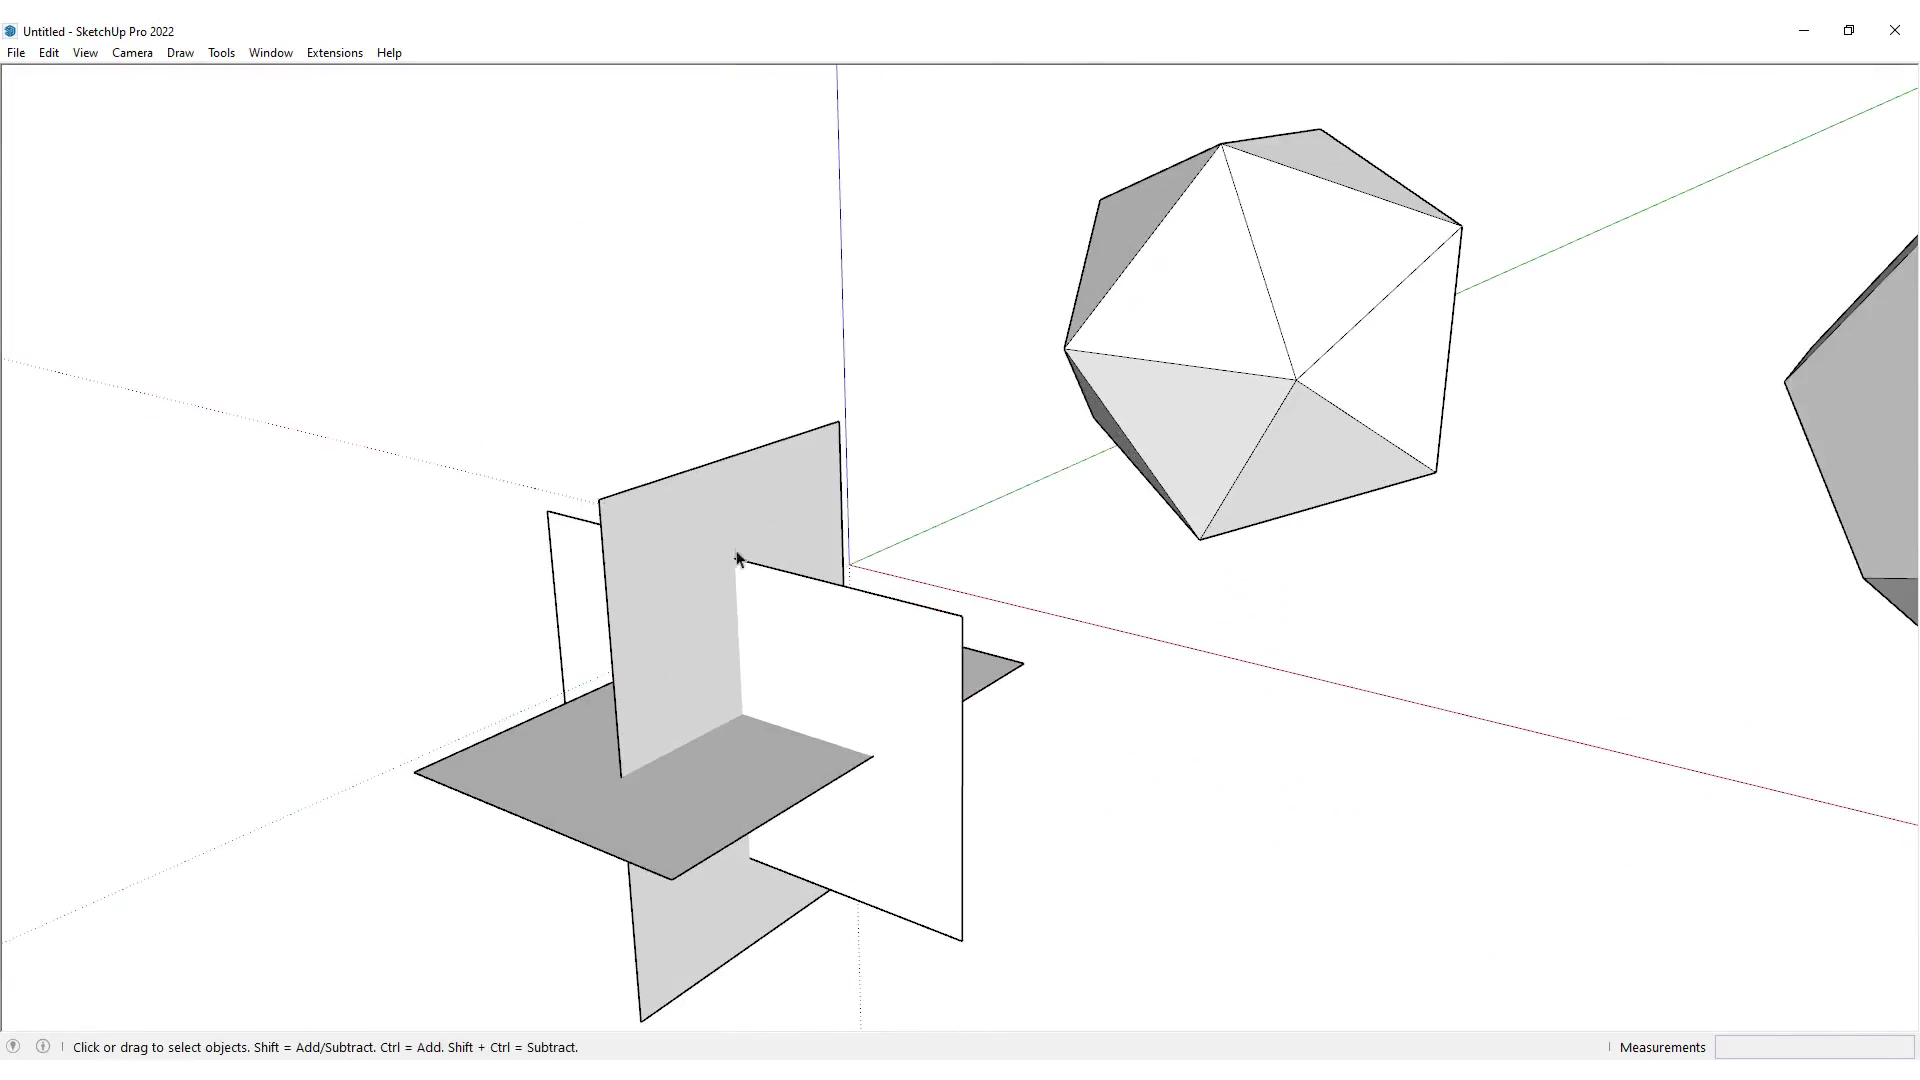 Untitled - SketchUp Pro 2022
File Edit View Camera Draw Tools Window Extensions Help
Click or drag to select objects. Shift = Add/Subtract. Ctrl = Add. Shift + Ctrl = Subtract. Measurements